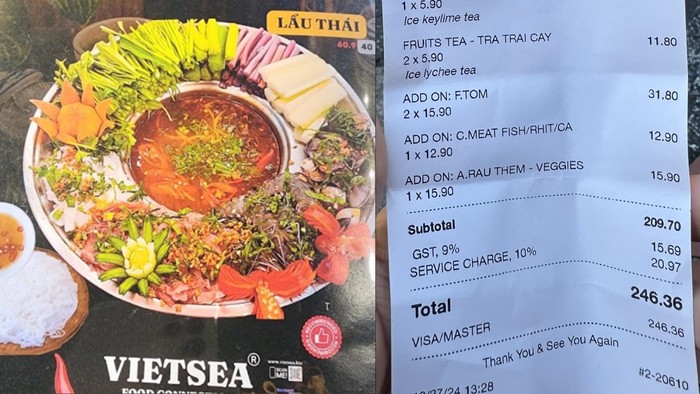 LẨU THÁI
60.9 40
VIETSEA®
1 x 5.90
Ice keylime tea
FRUITS TEA - TRA TRAI CAY 11.80
2 x 5.90
Ice lychee tea
ADD ON: F.TOM 31.80
2 x 15.90
ADD ON: C.MEAT FISH/RHIT/CA 12.90
1 x 12.90
ADD ON: A.RAU THEM - VEGGIES 15.90
1 x 15.90
Subtotal 209.70
GST, 9% 15.69
SERVICE CHARGE, 10% 20.97
Total 246.36
VISA/MASTER 246.36
Thank You & See You Again
#2-20610